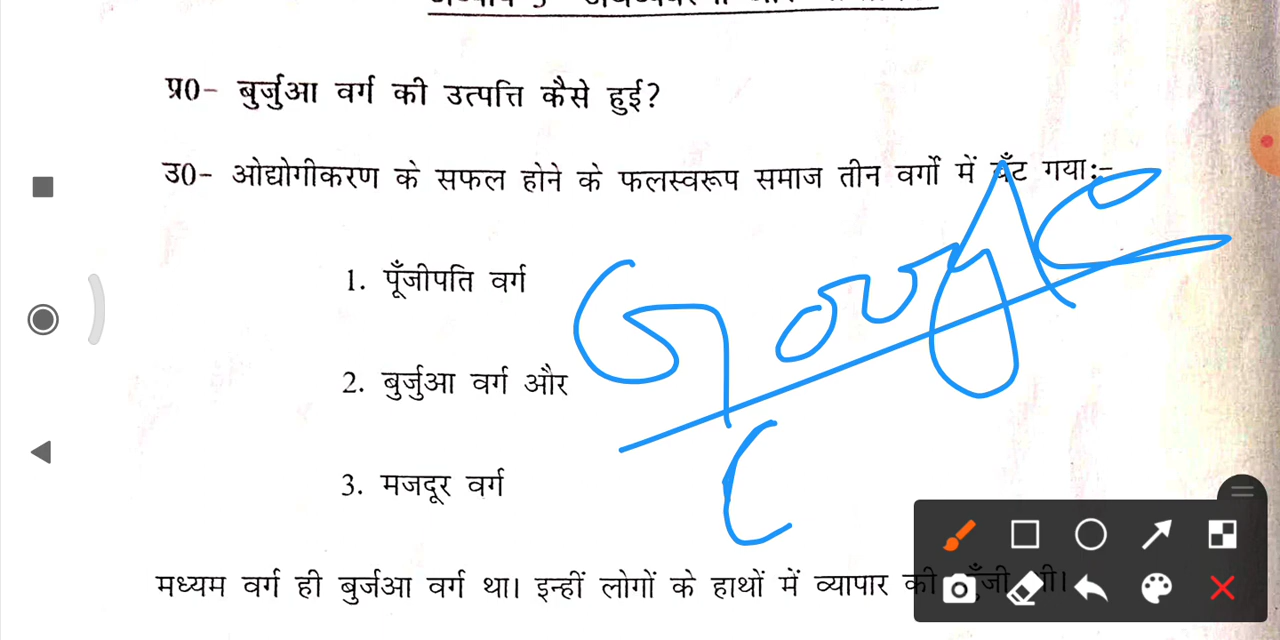 प्र0- बुर्जुआ वर्ग की उत्पत्ति कैसे हुई?
उ0- ओद्योगीकरण के सफल होने के फलस्वरूप समाज तीन वर्गों में बँट गया:-
1. पूँजीपति वर्ग
Google
2. बुर्जुआ वर्ग और
3. मजदूर वर्ग
मध्यम वर्ग ही बुर्जआ वर्ग था। इन्हीं लोगों के हाथों में व्यापार की पूँजी थी।